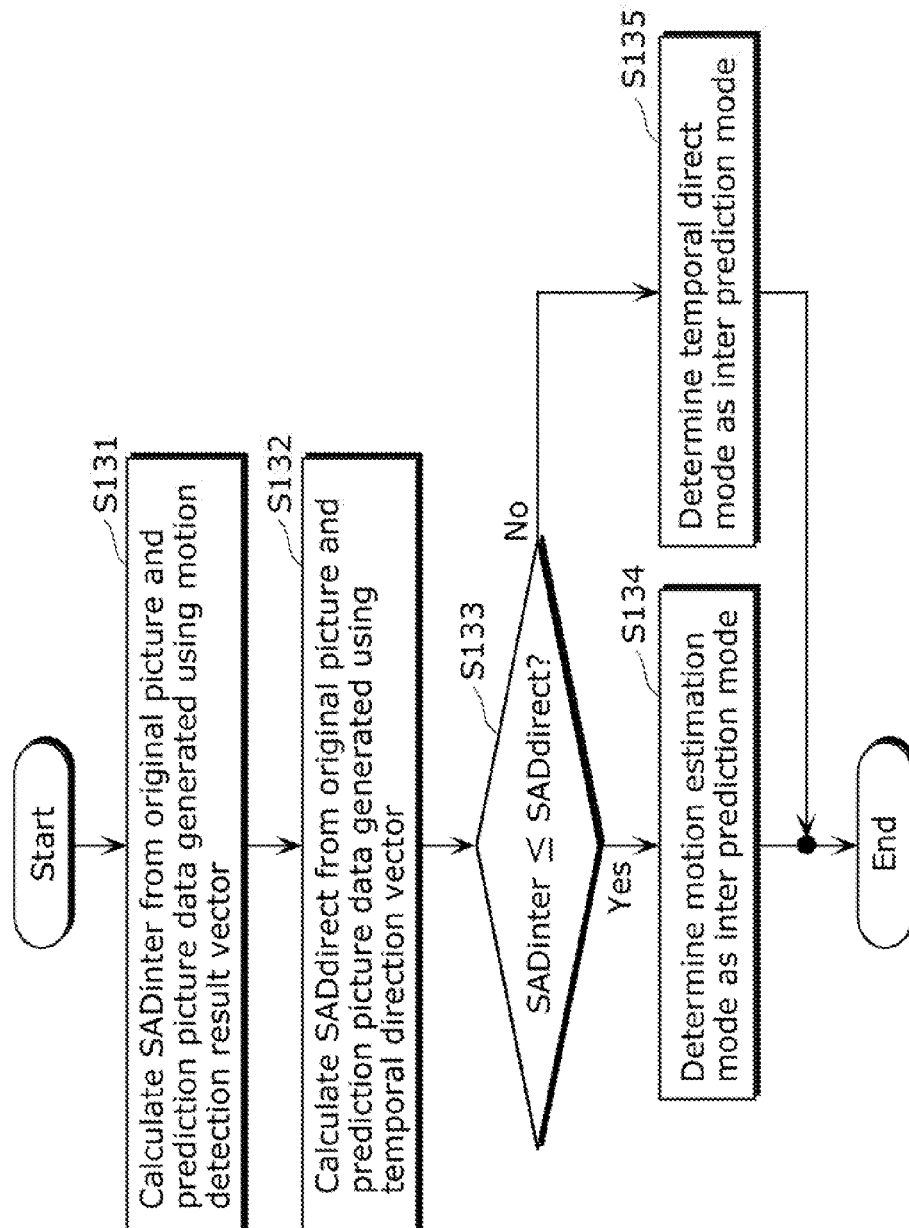 Start
S131
Calculate SADinter from original picture and
prediction picture data generated using motion
detection result vector
S132
Calculate SADdirect from original picture and
prediction picture data generated using
temporal direction vector
S133
SADinter ≤ SADdirect?
No
Yes
S134
Determine motion estimation
mode as inter prediction mode
S135
Determine temporal direct
mode as inter prediction mode
End